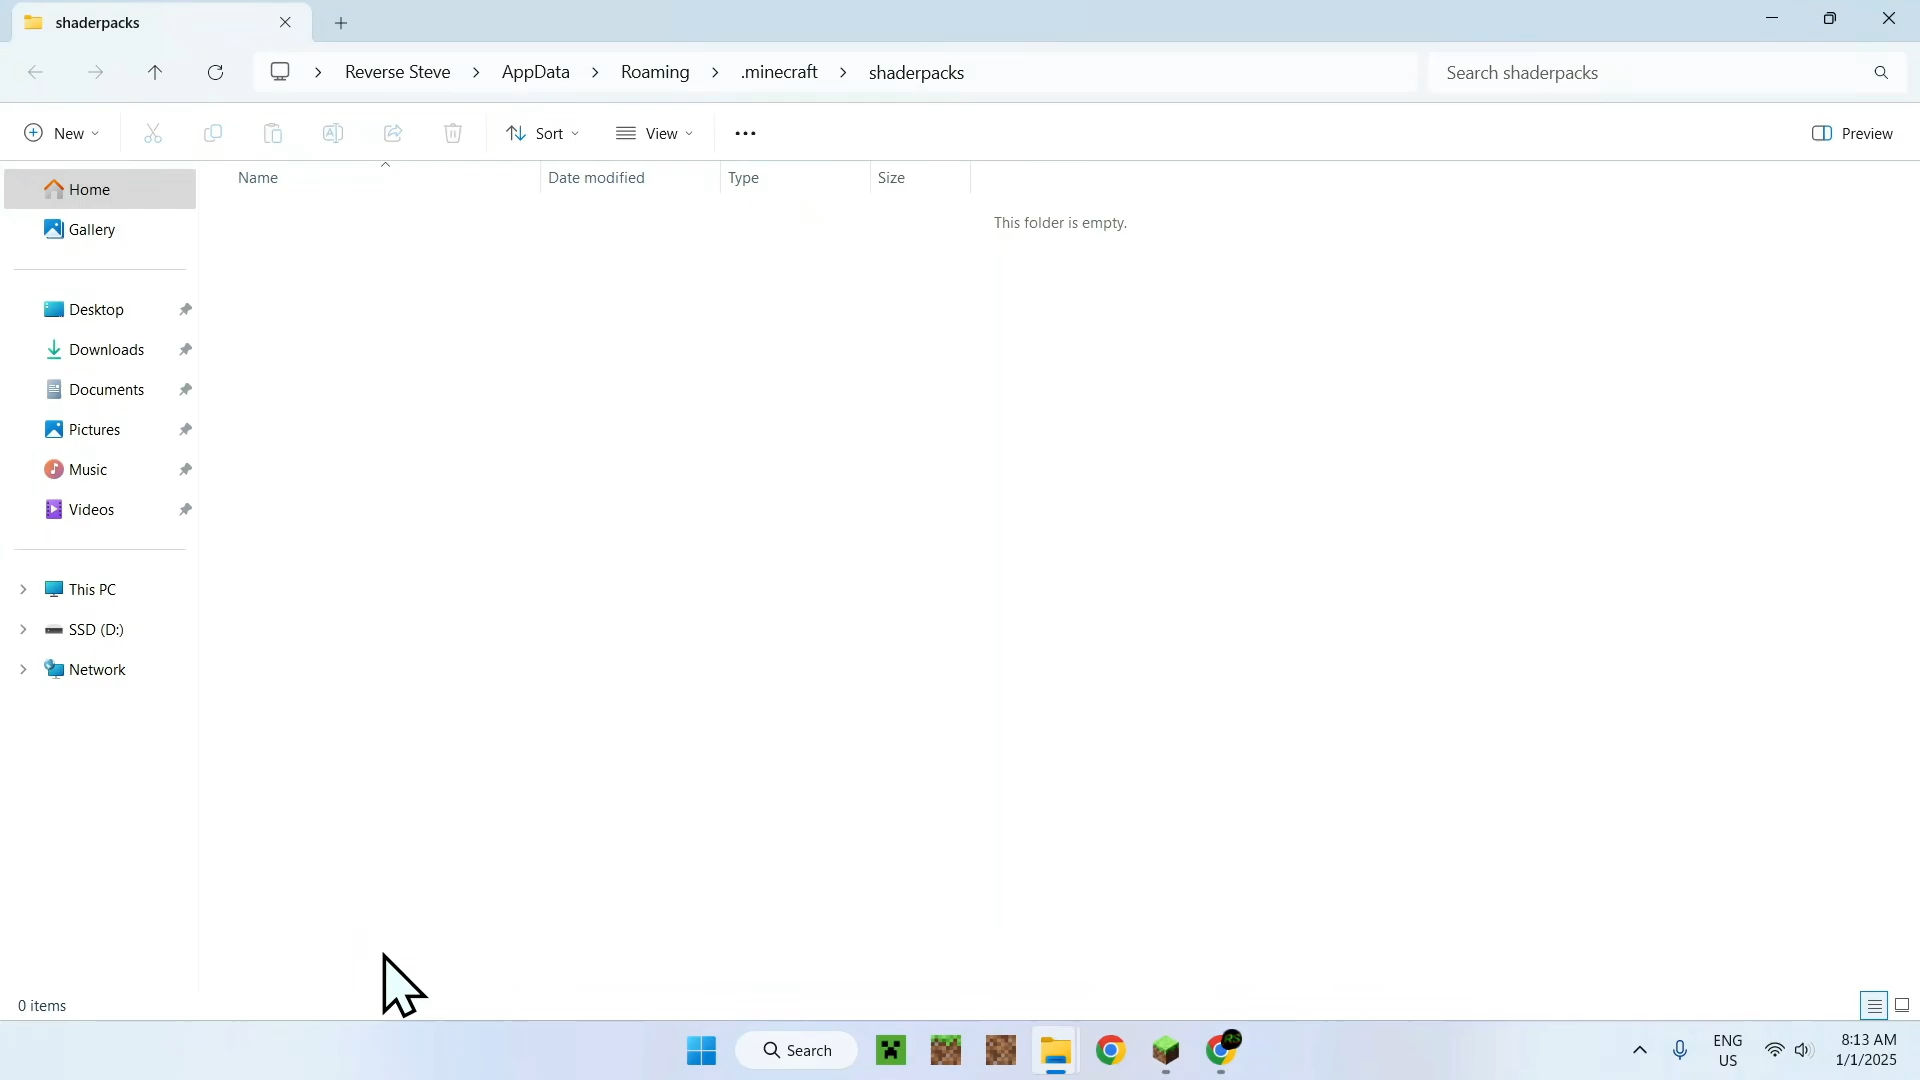 shaderpacks
Reverse Steve > AppData > Roaming > .minecraft > shaderpacks
Search shaderpacks
New
Sort
View
Preview
Name
Date modified
Type
Size
This folder is empty.
Home
Gallery
Desktop
Downloads
Documents
Pictures
Music
Videos
This PC
SSD (D:)
Network
0 items
Search
RS
ENG
US
8:13 AM
1/1/2025